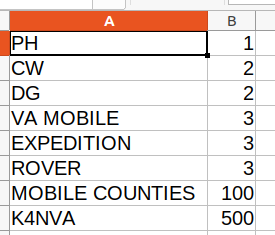 A B
PH 1
CW 2
DG 2
VA MOBILE 3
EXPEDITION 3
ROVER 3
MOBILE COUNTIES 100
K4NVA 500